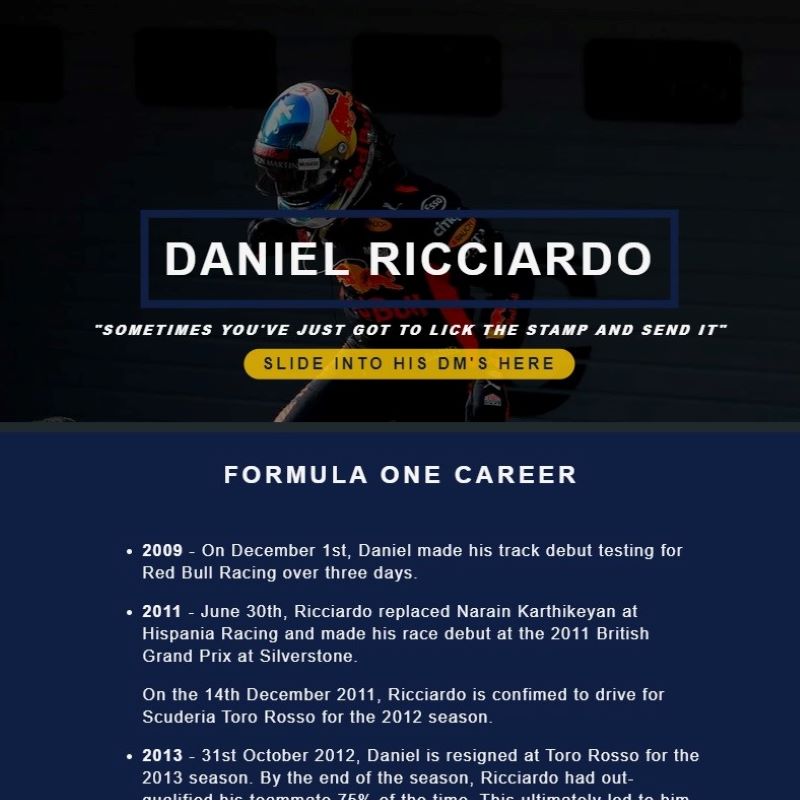 DANIEL RICCIARDO
"SOMETIMES YOU'VE JUST GOT TO LICK THE STAMP AND SEND IT"
SLIDE INTO HIS DM'S HERE
FORMULA ONE CAREER
• 2009 - On December 1st, Daniel made his track debut testing for
Red Bull Racing over three days.
• 2011 - June 30th, Ricciardo replaced Narain Karthikeyan at
Hispania Racing and made his race debut at the 2011 British
Grand Prix at Silverstone.
On the 14th December 2011, Ricciardo is confimed to drive for
Scuderia Toro Rosso for the 2012 season.
• 2013 - 31st October 2012, Daniel is resigned at Toro Rosso for the
2013 season. By the end of the season, Ricciardo had out-
qualified his teammate 75% of the time. This ultimately led to him